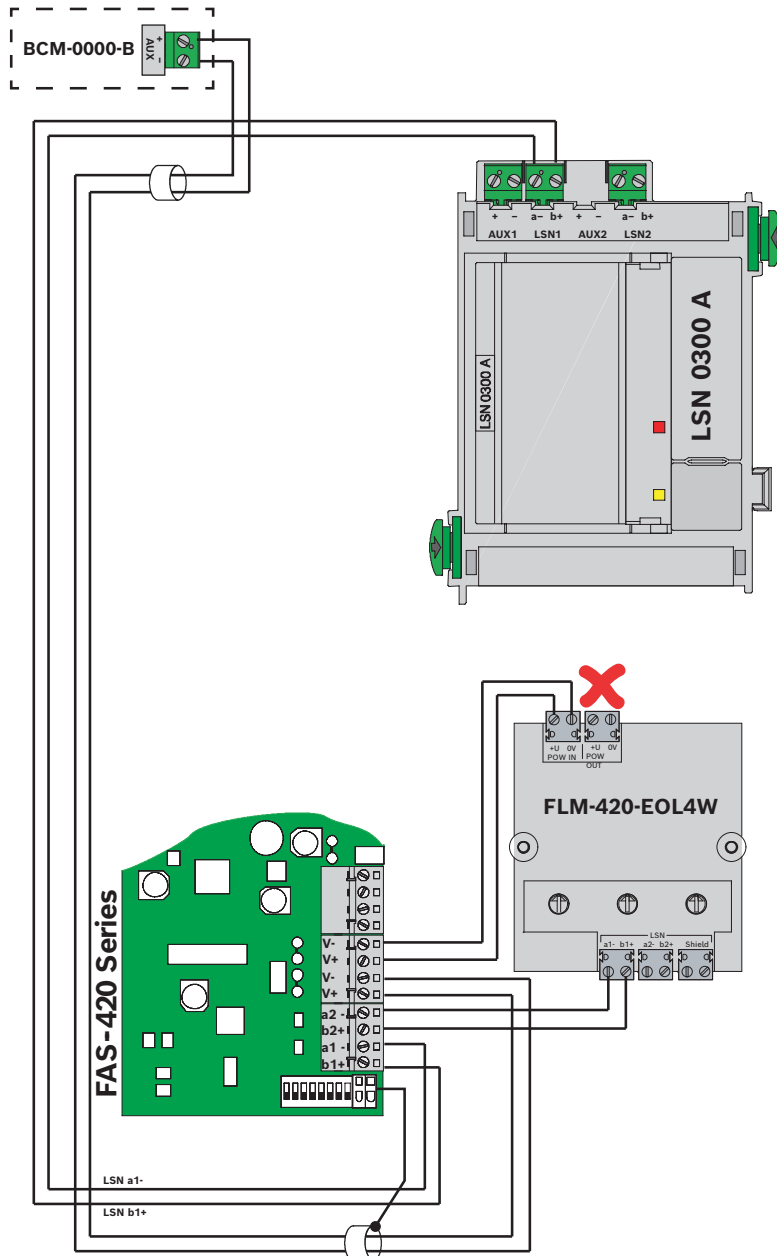 BCM-0000-B
AUX
+
–
+ – a– b+ + – a– b+
AUX1 LSN1 AUX2 LSN2
LSN 0300 A
LSN 0300 A
+U 0V +U 0V
POW IN POW
OUT
FLM-420-EOL4W
LSN
a1- b1+ a2- b2+ Shield
FAS-420 Series
V-
V+
V-
V+
a2 -
b2+
a1 -
b1+
LSN a1-
LSN b1+